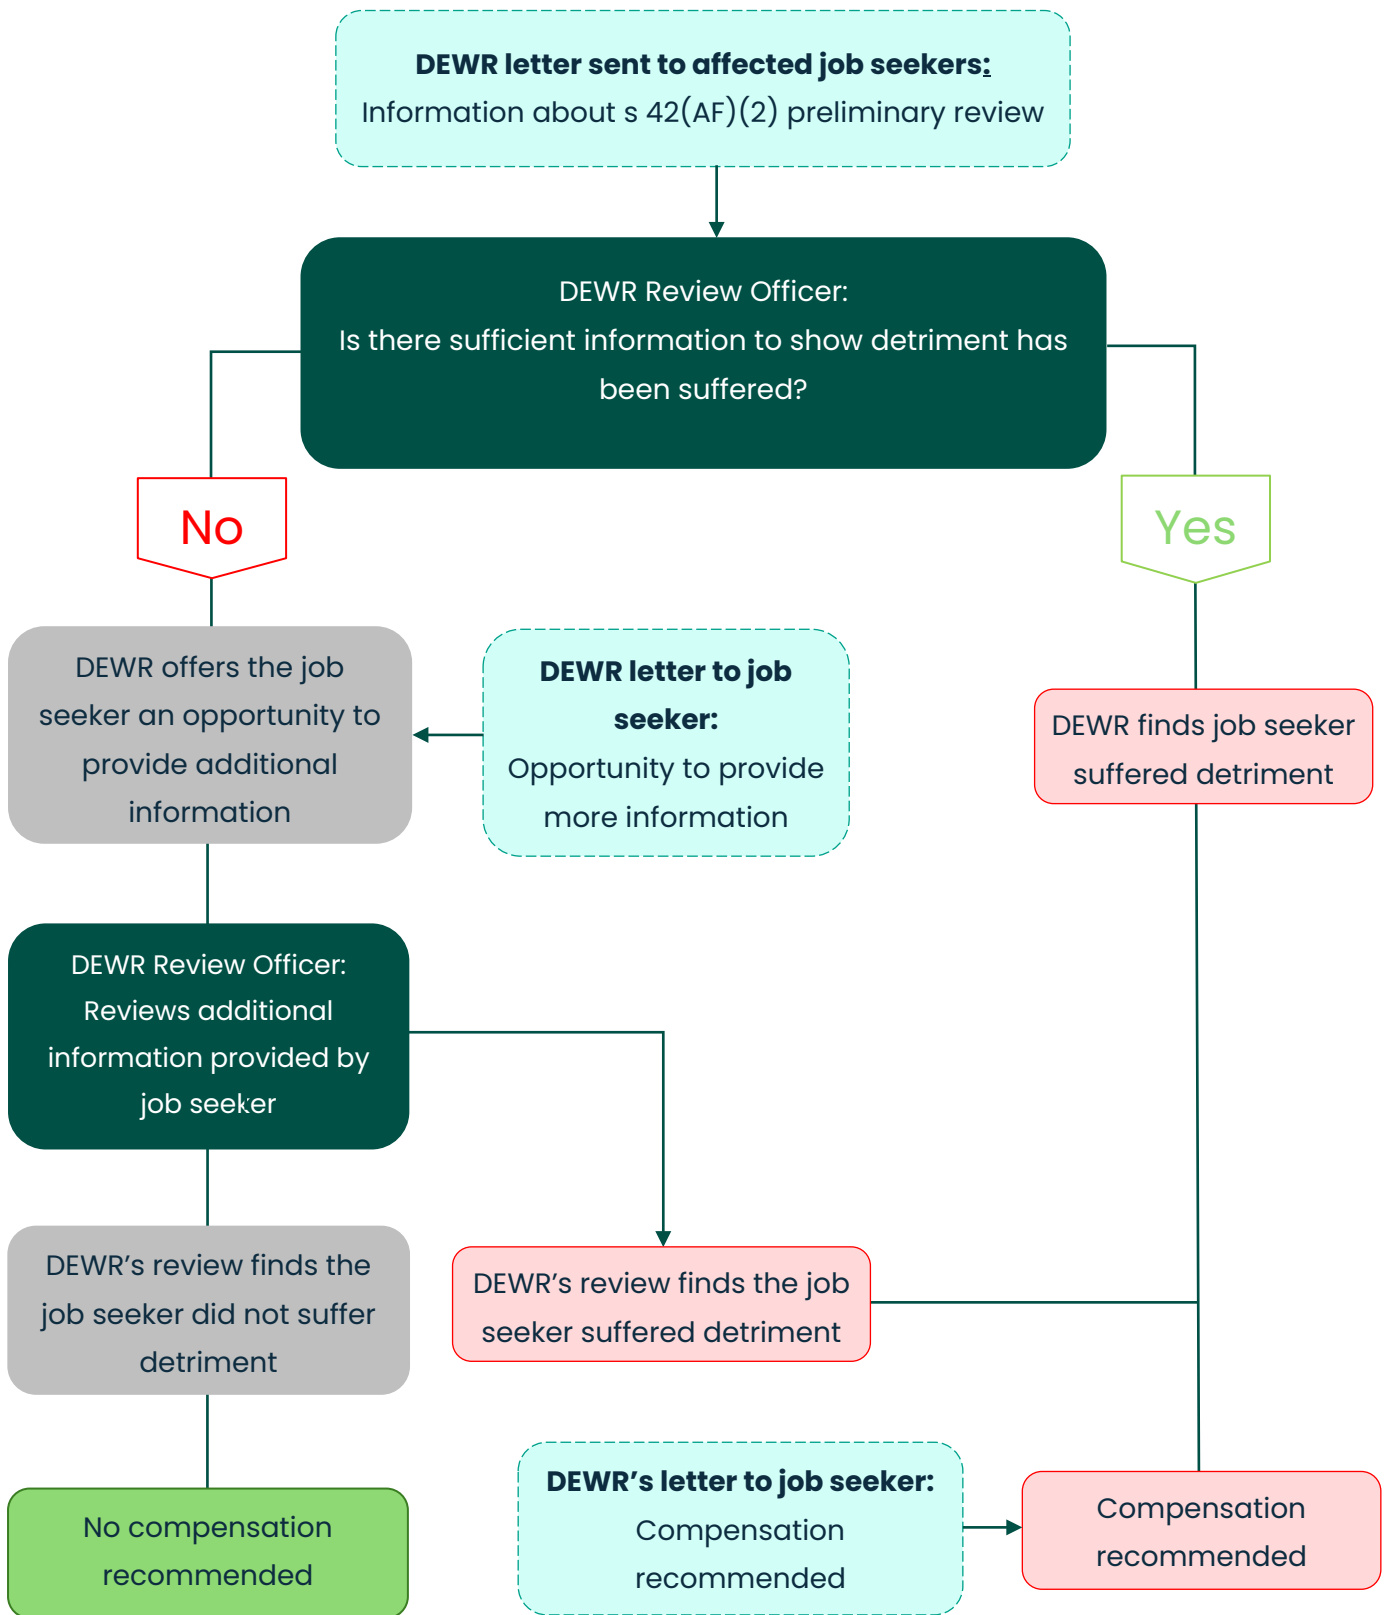 DEWR letter sent to affected job seekers:
Information about s 42(AF)(2) preliminary review
DEWR Review Officer:
Is there sufficient information to show detriment has
been suffered?
No
Yes
DEWR offers the job
seeker an opportunity to
provide additional
information
DEWR letter to job
seeker:
Opportunity to provide
more information
DEWR finds job seeker
suffered detriment
DEWR Review Officer:
Reviews additional
information provided by
job seeker
DEWR’s review finds the
job seeker did not suffer
detriment
DEWR’s review finds the job
seeker suffered detriment
No compensation
recommended
DEWR’s letter to job seeker:
Compensation
recommended
Compensation
recommended